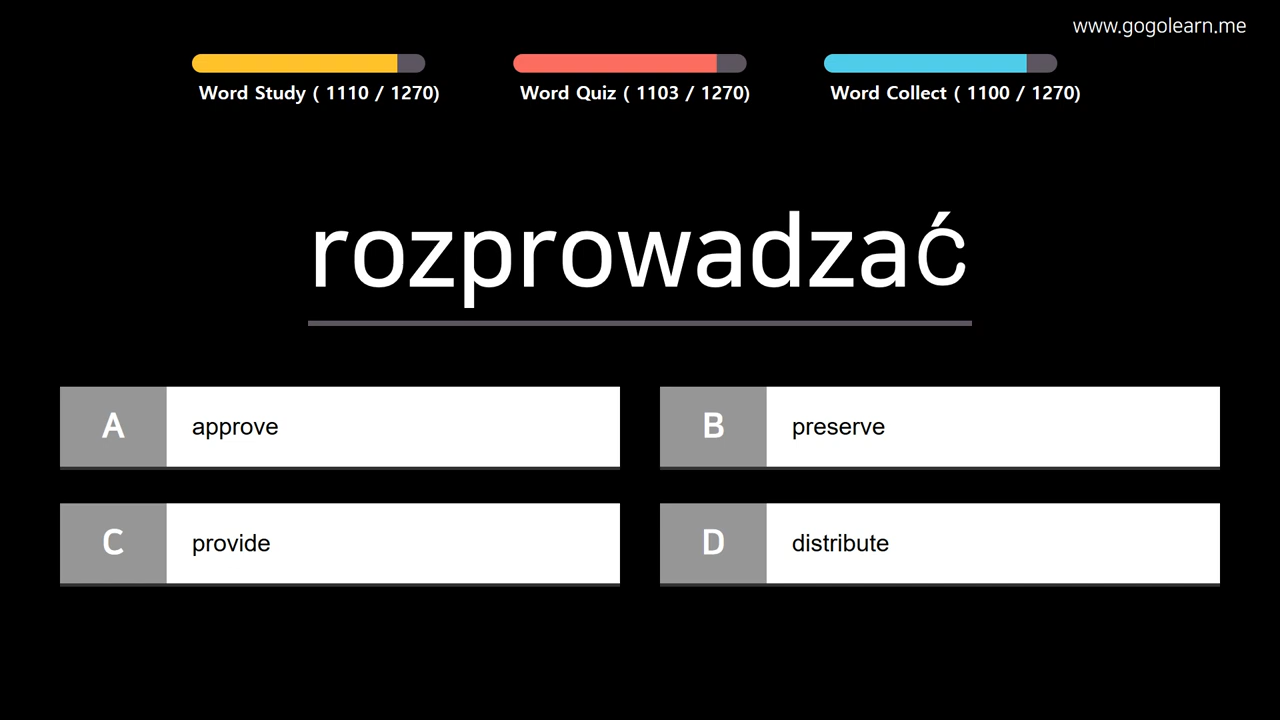 www.gogolearn.me
Word Study ( 1110 / 1270)
Word Quiz ( 1103 / 1270)
Word Collect ( 1100 / 1270)
rozprowadzać
A approve
B preserve
C provide
D distribute